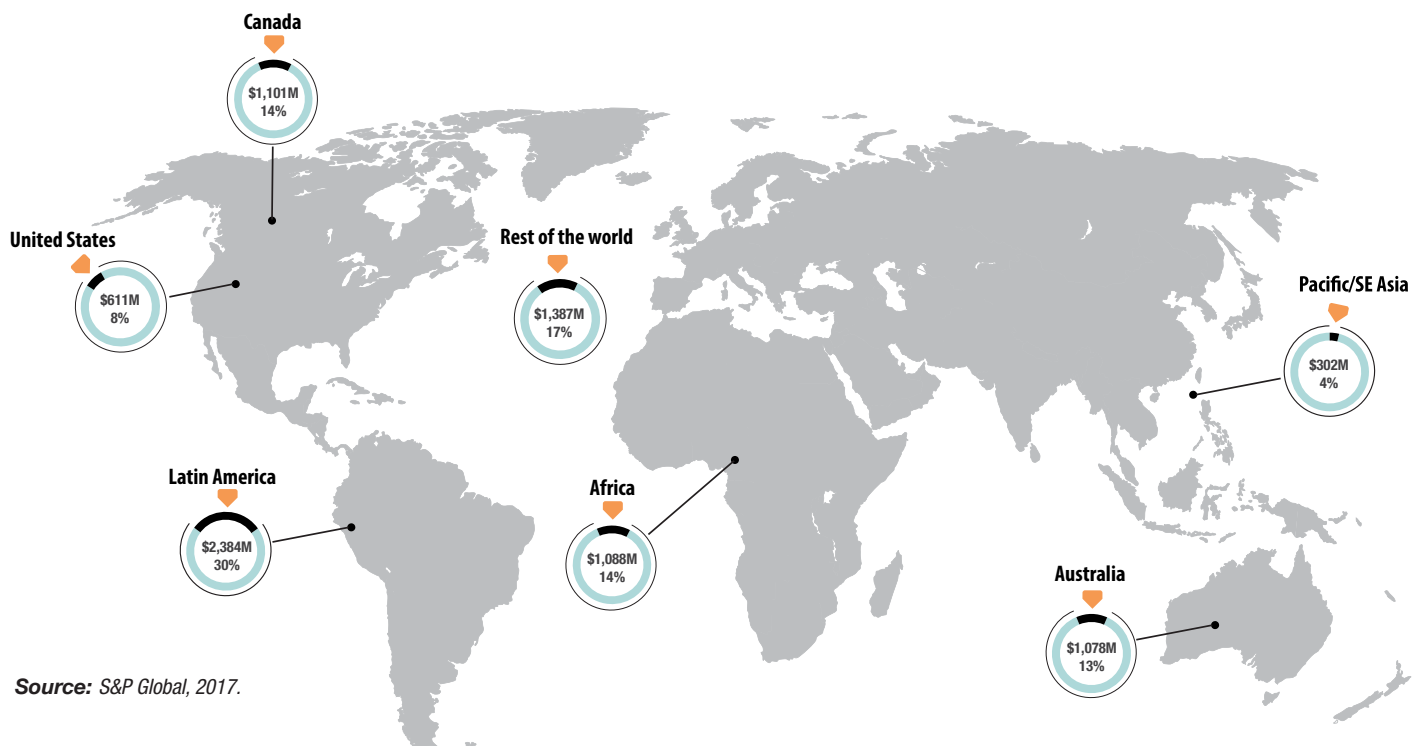 Canada
$1,101M
14%
United States
$611M
8%
Rest of the world
$1,387M
17%
Pacific/SE Asia
$302M
4%
Latin America
$2,384M
30%
Africa
$1,088M
14%
Australia
$1,078M
13%
Source: S&P Global, 2017.